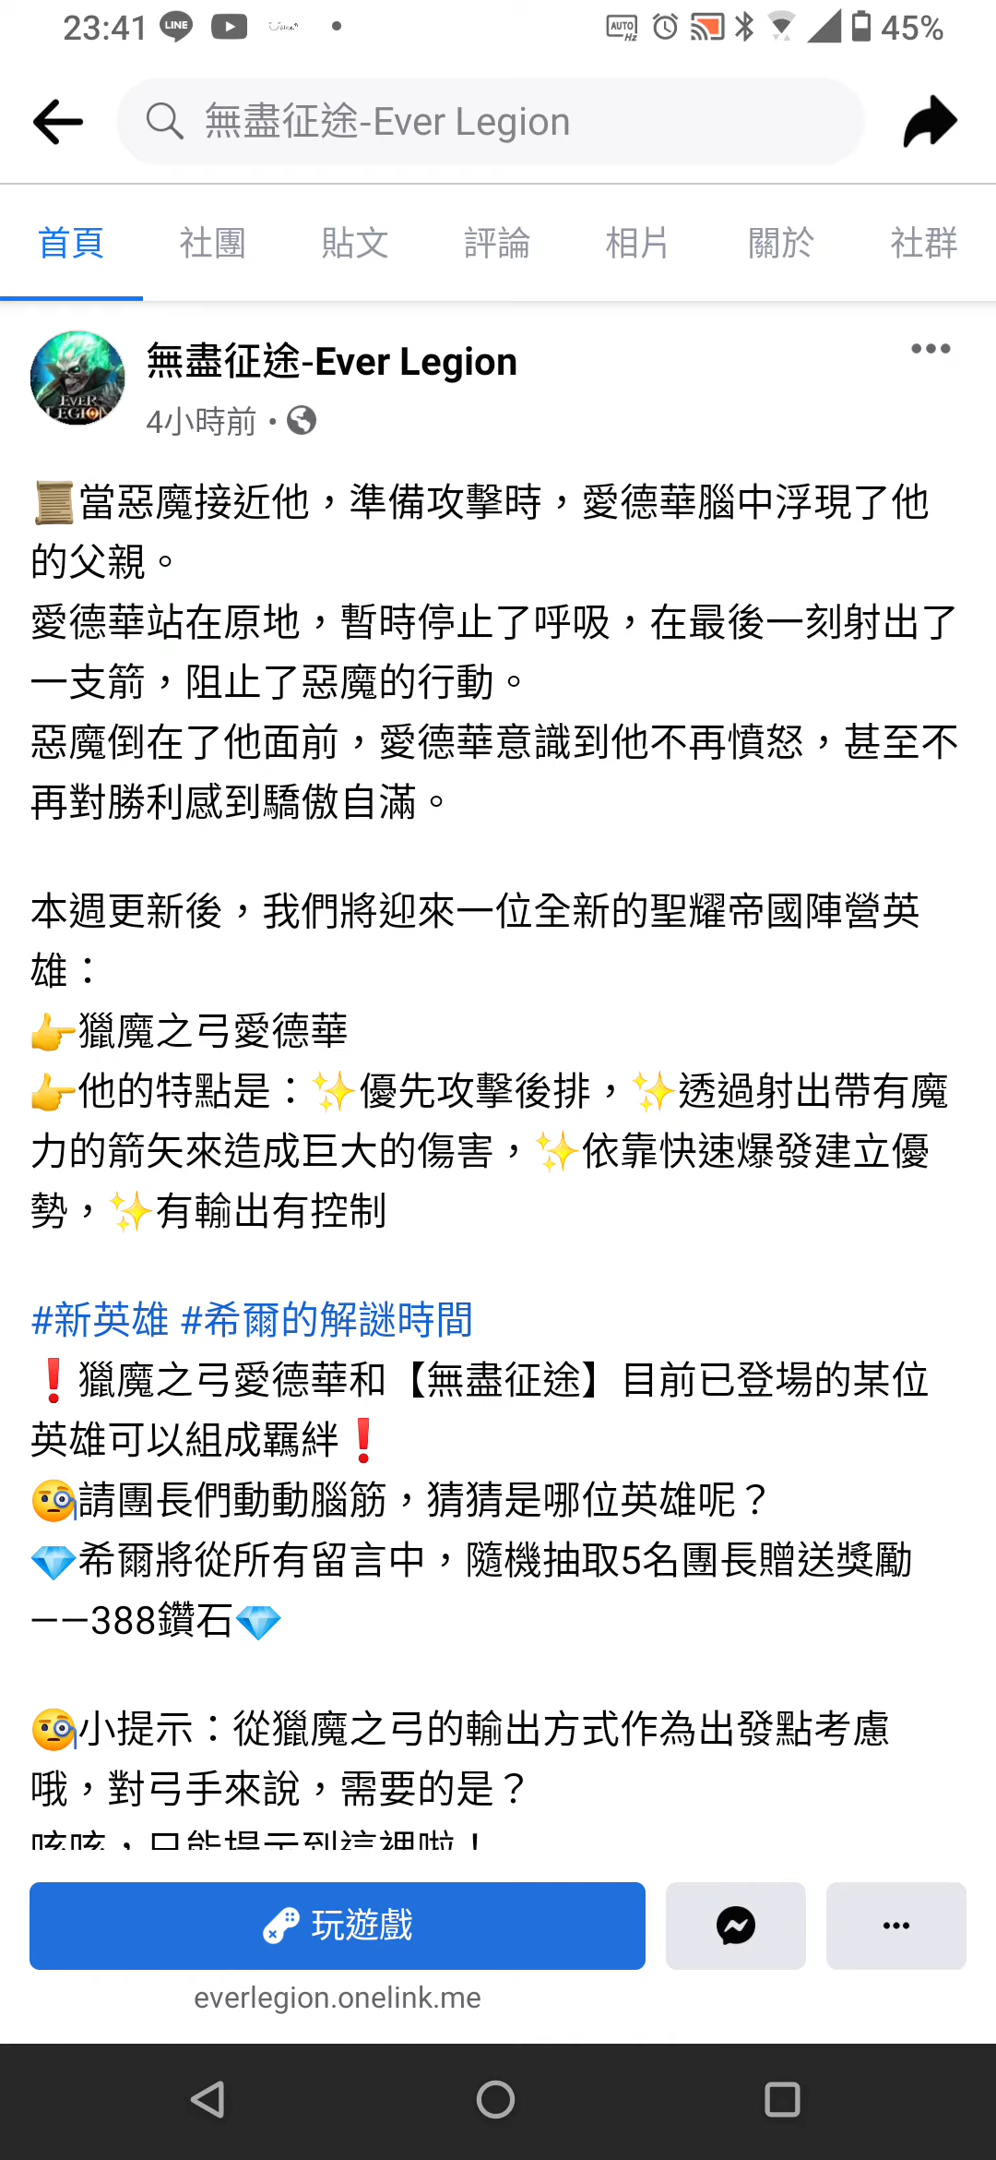 23:41 LINE AUTO Hz 45%
無盡征途-Ever Legion
首頁 社團 貼文 評論 相片 關於 社群
無盡征途-Ever Legion
EVER LEGION
4小時前 •
📜當惡魔接近他，準備攻擊時，愛德華腦中浮現了他
的父親。
愛德華站在原地，暫時停止了呼吸，在最後一刻射出了
一支箭，阻止了惡魔的行動。
惡魔倒在了他面前，愛德華意識到他不再憤怒，甚至不
再對勝利感到驕傲自滿。
本週更新後，我們將迎來一位全新的聖耀帝國陣營英
雄：
👉獵魔之弓愛德華
👉他的特點是：✨優先攻擊後排，✨透過射出帶有魔
力的箭矢來造成巨大的傷害，✨依靠快速爆發建立優
勢，✨有輸出有控制
#新英雄 #希爾的解謎時間
❗獵魔之弓愛德華和【無盡征途】目前已登場的某位
英雄可以組成羈絆❗
🧐請團長們動動腦筋，猜猜是哪位英雄呢？
💎希爾將從所有留言中，隨機抽取5名團長贈送獎勵
——388鑽石💎
🧐小提示：從獵魔之弓的輸出方式作為出發點考慮
哦，對弓手來說，需要的是？
咳咳，只能提示到這裡啦！
玩遊戲
everlegion.onelink.me